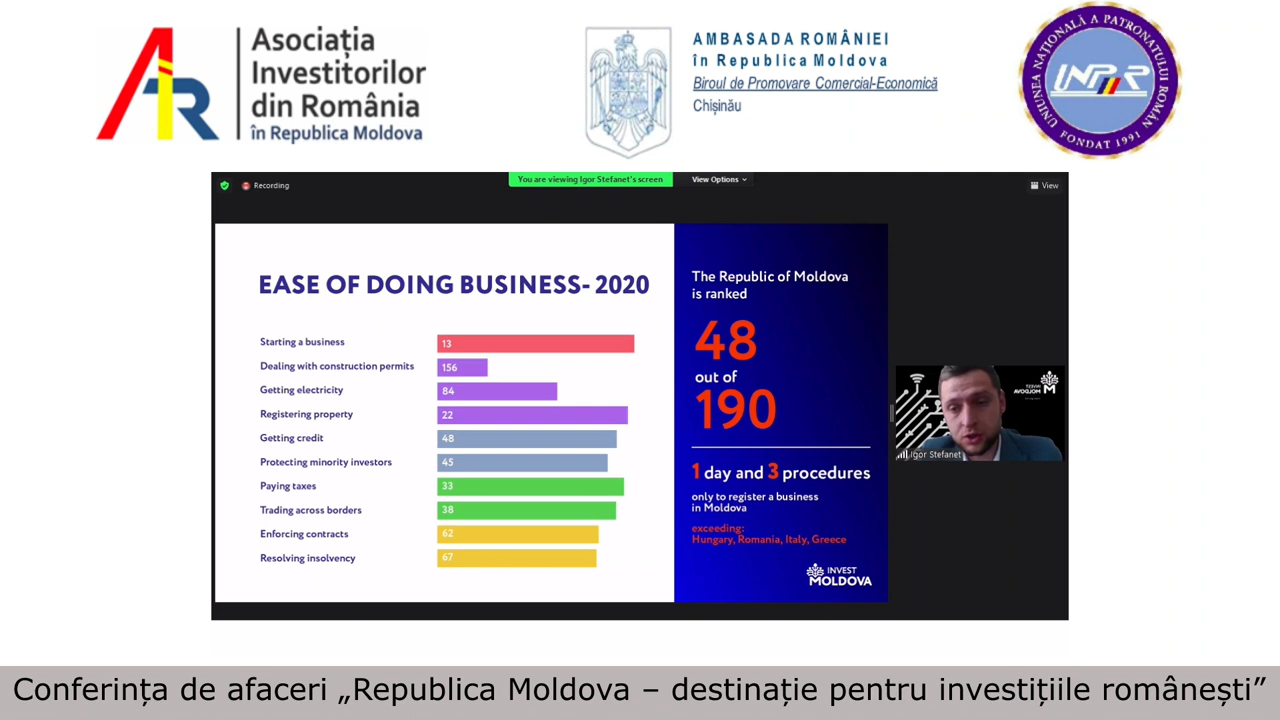 Asociația
Investitorilor
din România
în Republica Moldova
AMBASADA ROMÂNIEI
în Republica Moldova
Biroul de Promovare Comercial-Economică
Chișinău
UNIUNEA NAȚIONALĂ A PATRONATULUI ROMÂN
UNPR
FONDAT 1991
Recording
You are viewing Igor Stefanet's screen
View Options
View
EASE OF DOING BUSINESS- 2020
Starting a business 13
Dealing with construction permits 156
Getting electricity 84
Registering property 22
Getting credit 48
Protecting minority investors 45
Paying taxes 33
Trading across borders 38
Enforcing contracts 62
Resolving insolvency 67
The Republic of Moldova
is ranked
48
out of
190
1 day and 3 procedures
only to register a business
in Moldova
exceeding:
Hungary, Romania, Italy, Greece
INVEST
MOLDOVA
INVEST
MOLDOVA
Igor Stefanet
Conferința de afaceri „Republica Moldova – destinație pentru investițiile românești”